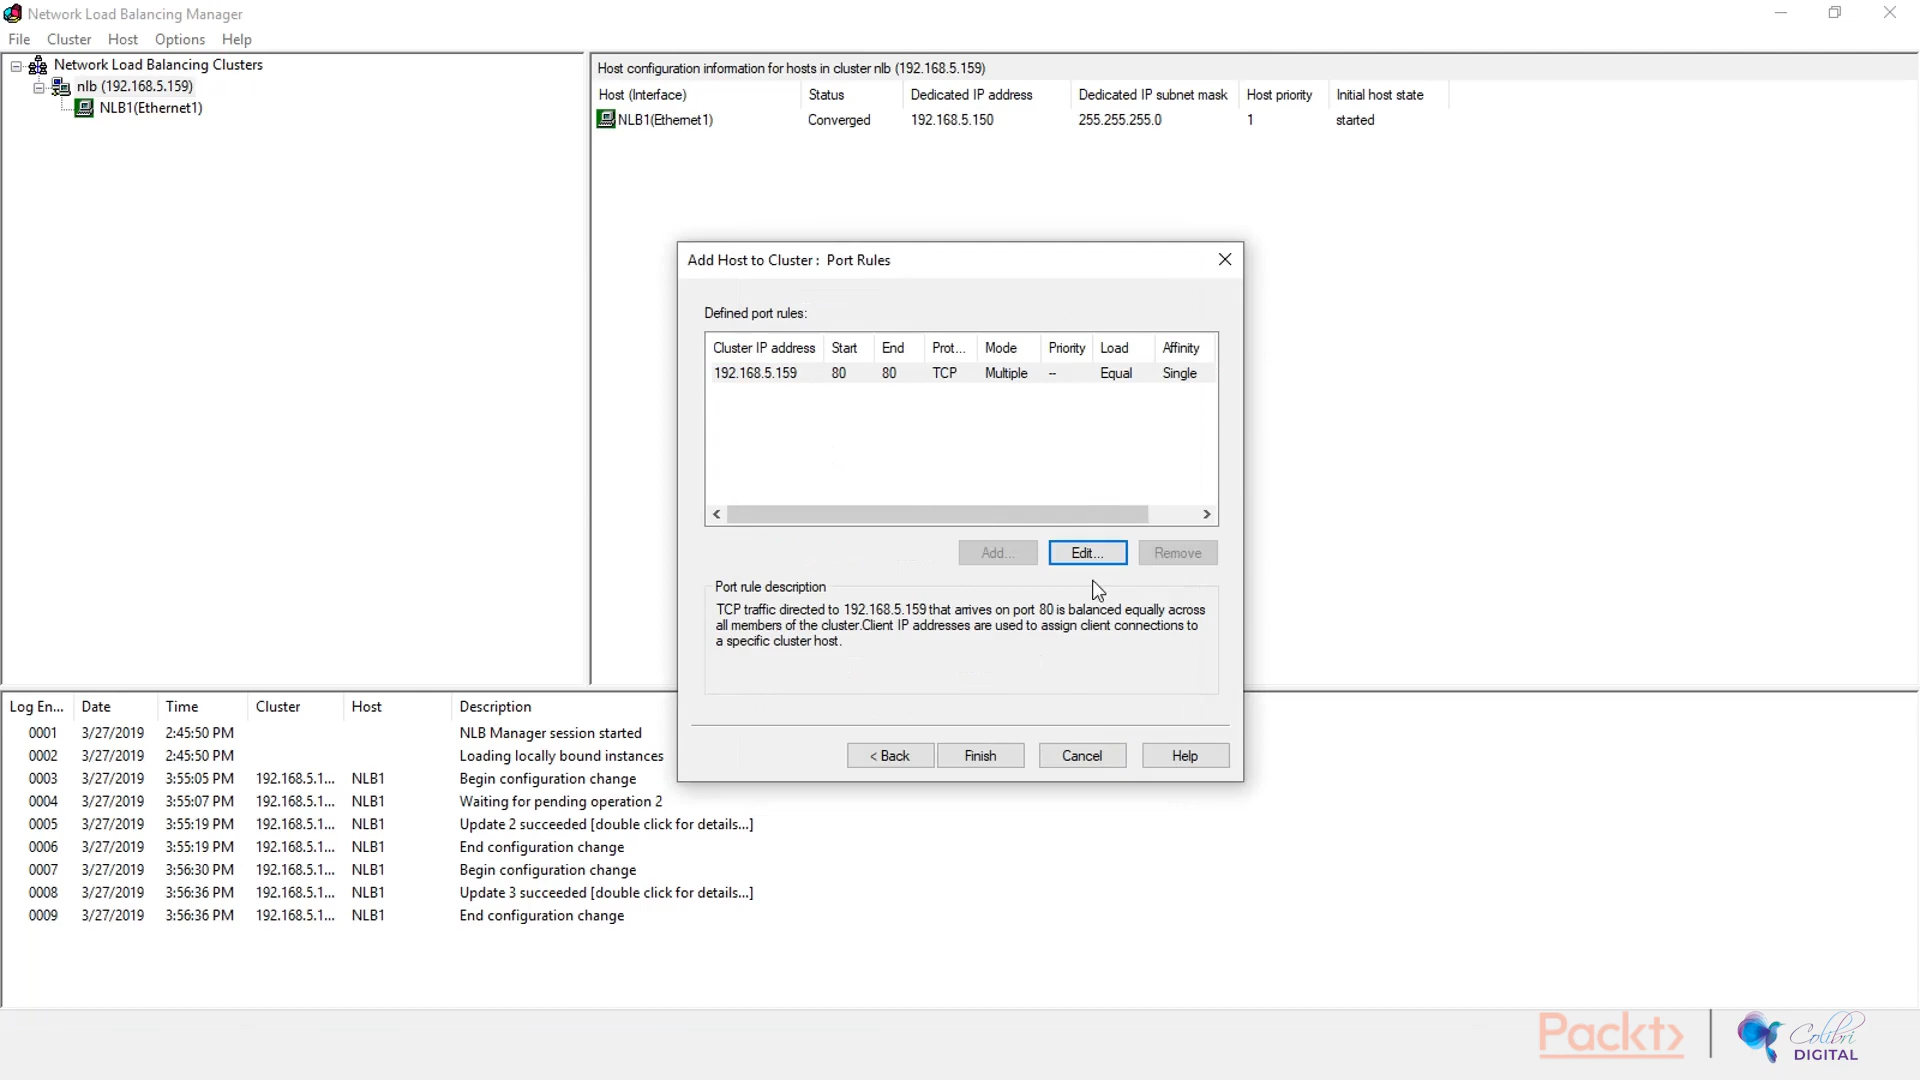 Network Load Balancing Manager
File Cluster Host Options Help
Network Load Balancing Clusters
nlb (192.168.5.159)
NLB1(Ethernet1)
Host configuration information for hosts in cluster nlb (192.168.5.159)
Host (Interface) Status Dedicated IP address Dedicated IP subnet mask Host priority Initial host state
NLB1(Ethernet1) Converged 192.168.5.150 255.255.255.0 1 started
Add Host to Cluster : Port Rules
Defined port rules:
Cluster IP address Start End Prot... Mode Priority Load Affinity
192.168.5.159 80 80 TCP Multiple -- Equal Single
Add... Edit... Remove
Port rule description
TCP traffic directed to 192.168.5.159 that arrives on port 80 is balanced equally across
all members of the cluster.Client IP addresses are used to assign client connections to
a specific cluster host.
< Back Finish Cancel Help
Log En... Date Time Cluster Host Description
0001 3/27/2019 2:45:50 PM NLB Manager session started
0002 3/27/2019 2:45:50 PM Loading locally bound instances
0003 3/27/2019 3:55:05 PM 192.168.5.1... NLB1 Begin configuration change
0004 3/27/2019 3:55:07 PM 192.168.5.1... NLB1 Waiting for pending operation 2
0005 3/27/2019 3:55:19 PM 192.168.5.1... NLB1 Update 2 succeeded [double click for details...]
0006 3/27/2019 3:55:19 PM 192.168.5.1... NLB1 End configuration change
0007 3/27/2019 3:56:30 PM 192.168.5.1... NLB1 Begin configuration change
0008 3/27/2019 3:56:36 PM 192.168.5.1... NLB1 Update 3 succeeded [double click for details...]
0009 3/27/2019 3:56:36 PM 192.168.5.1... NLB1 End configuration change
Packt>
Colibri
DIGITAL